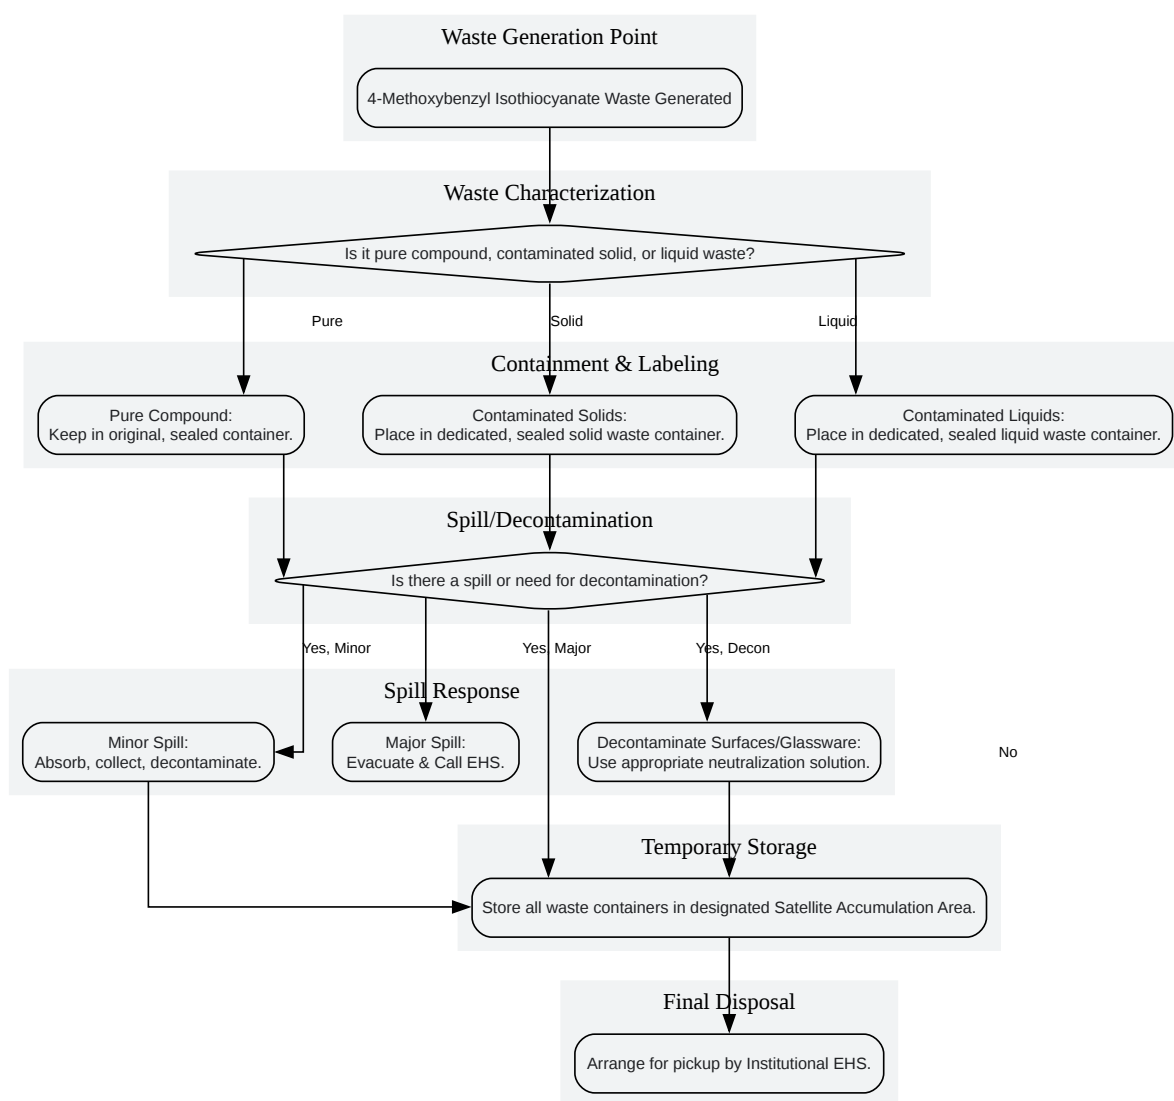 Waste Generation Point
4-Methoxybenzyl Isothiocyanate Waste Generated
Waste Characterization
Is it pure compound, contaminated solid, or liquid waste?
Pure
Solid
Liquid
Containment & Labeling
Pure Compound:
Keep in original, sealed container.
Contaminated Solids:
Place in dedicated, sealed solid waste container.
Contaminated Liquids:
Place in dedicated, sealed liquid waste container.
Spill/Decontamination
Is there a spill or need for decontamination?
Yes, Minor
Yes, Major
Yes, Decon
Spill Response
Minor Spill:
Absorb, collect, decontaminate.
Major Spill:
Evacuate & Call EHS.
Decontaminate Surfaces/Glassware:
Use appropriate neutralization solution.
No
Temporary Storage
Store all waste containers in designated Satellite Accumulation Area.
Final Disposal
Arrange for pickup by Institutional EHS.